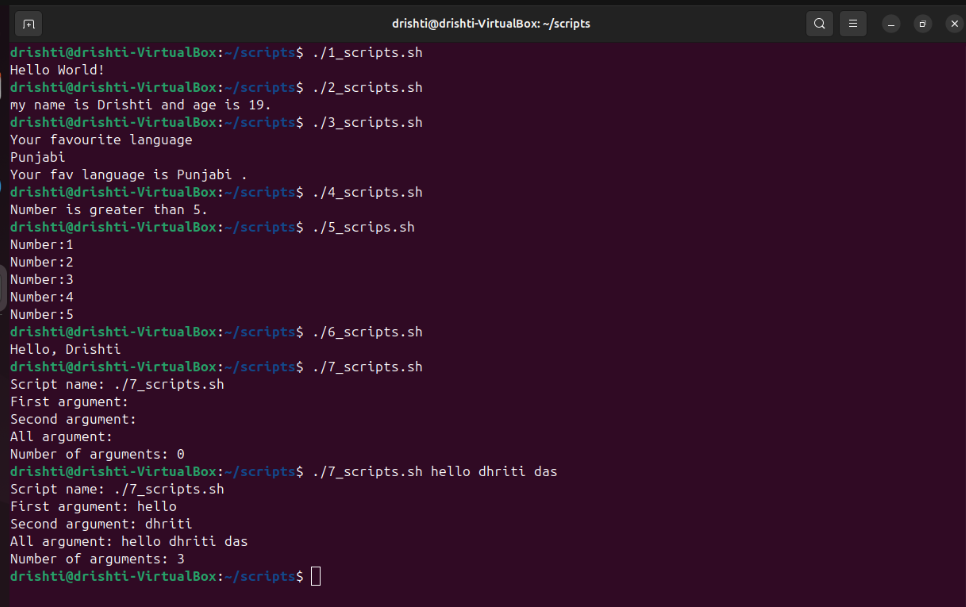 drishti@drishti-VirtualBox: ~/scripts
drishti@drishti-VirtualBox:~/scripts$ ./1_scripts.sh
Hello World!
drishti@drishti-VirtualBox:~/scripts$ ./2_scripts.sh
my name is Drishti and age is 19.
drishti@drishti-VirtualBox:~/scripts$ ./3_scripts.sh
Your favourite language
Punjabi
Your fav language is Punjabi .
drishti@drishti-VirtualBox:~/scripts$ ./4_scripts.sh
Number is greater than 5.
drishti@drishti-VirtualBox:~/scripts$ ./5_scrips.sh
Number:1
Number:2
Number:3
Number:4
Number:5
drishti@drishti-VirtualBox:~/scripts$ ./6_scripts.sh
Hello, Drishti
drishti@drishti-VirtualBox:~/scripts$ ./7_scripts.sh
Script name: ./7_scripts.sh
First argument:
Second argument:
All argument:
Number of arguments: 0
drishti@drishti-VirtualBox:~/scripts$ ./7_scripts.sh hello dhriti das
Script name: ./7_scripts.sh
First argument: hello
Second argument: dhriti
All argument: hello dhriti das
Number of arguments: 3
drishti@drishti-VirtualBox:~/scripts$